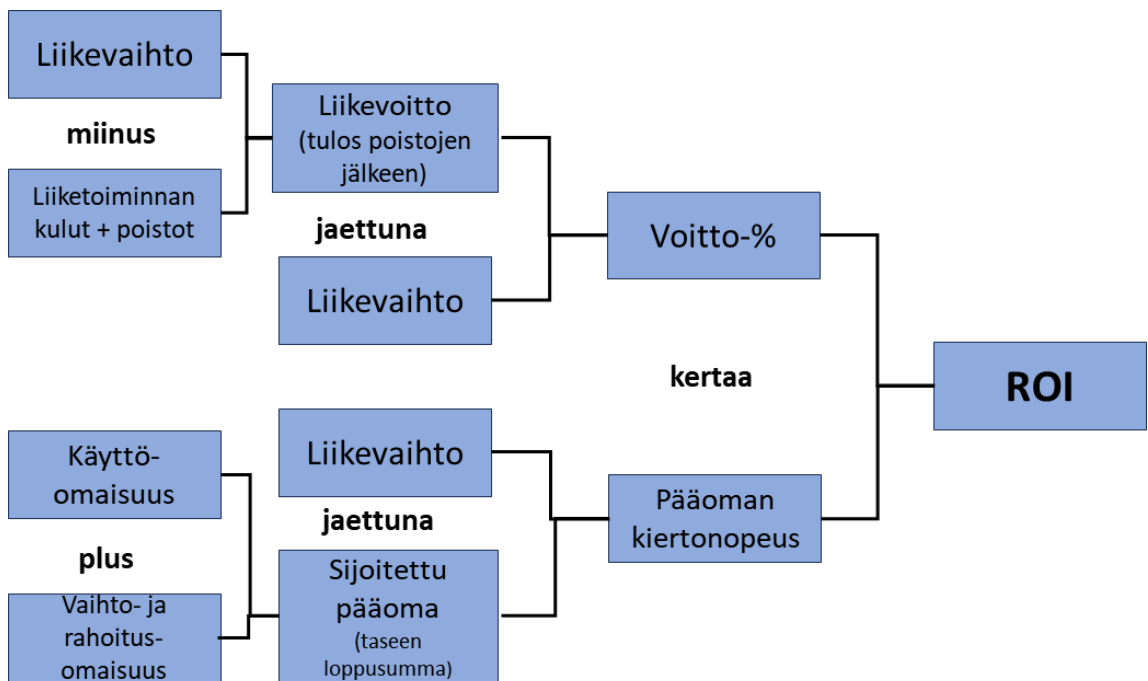 Liikevaihto
miinus
Liiketoiminnan
kulut + poistot
Liikevoitto
(tulos poistojen
jälkeen)
jaettuna
Liikevaihto
Voitto-%
kertaa
ROI
Käyttö-
omaisuus
plus
Vaihto- ja
rahoitus-
omaisuus
Liikevaihto
jaettuna
Sijoitettu
pääoma
(taseen
loppusumma)
Pääoman
kiertonopeus